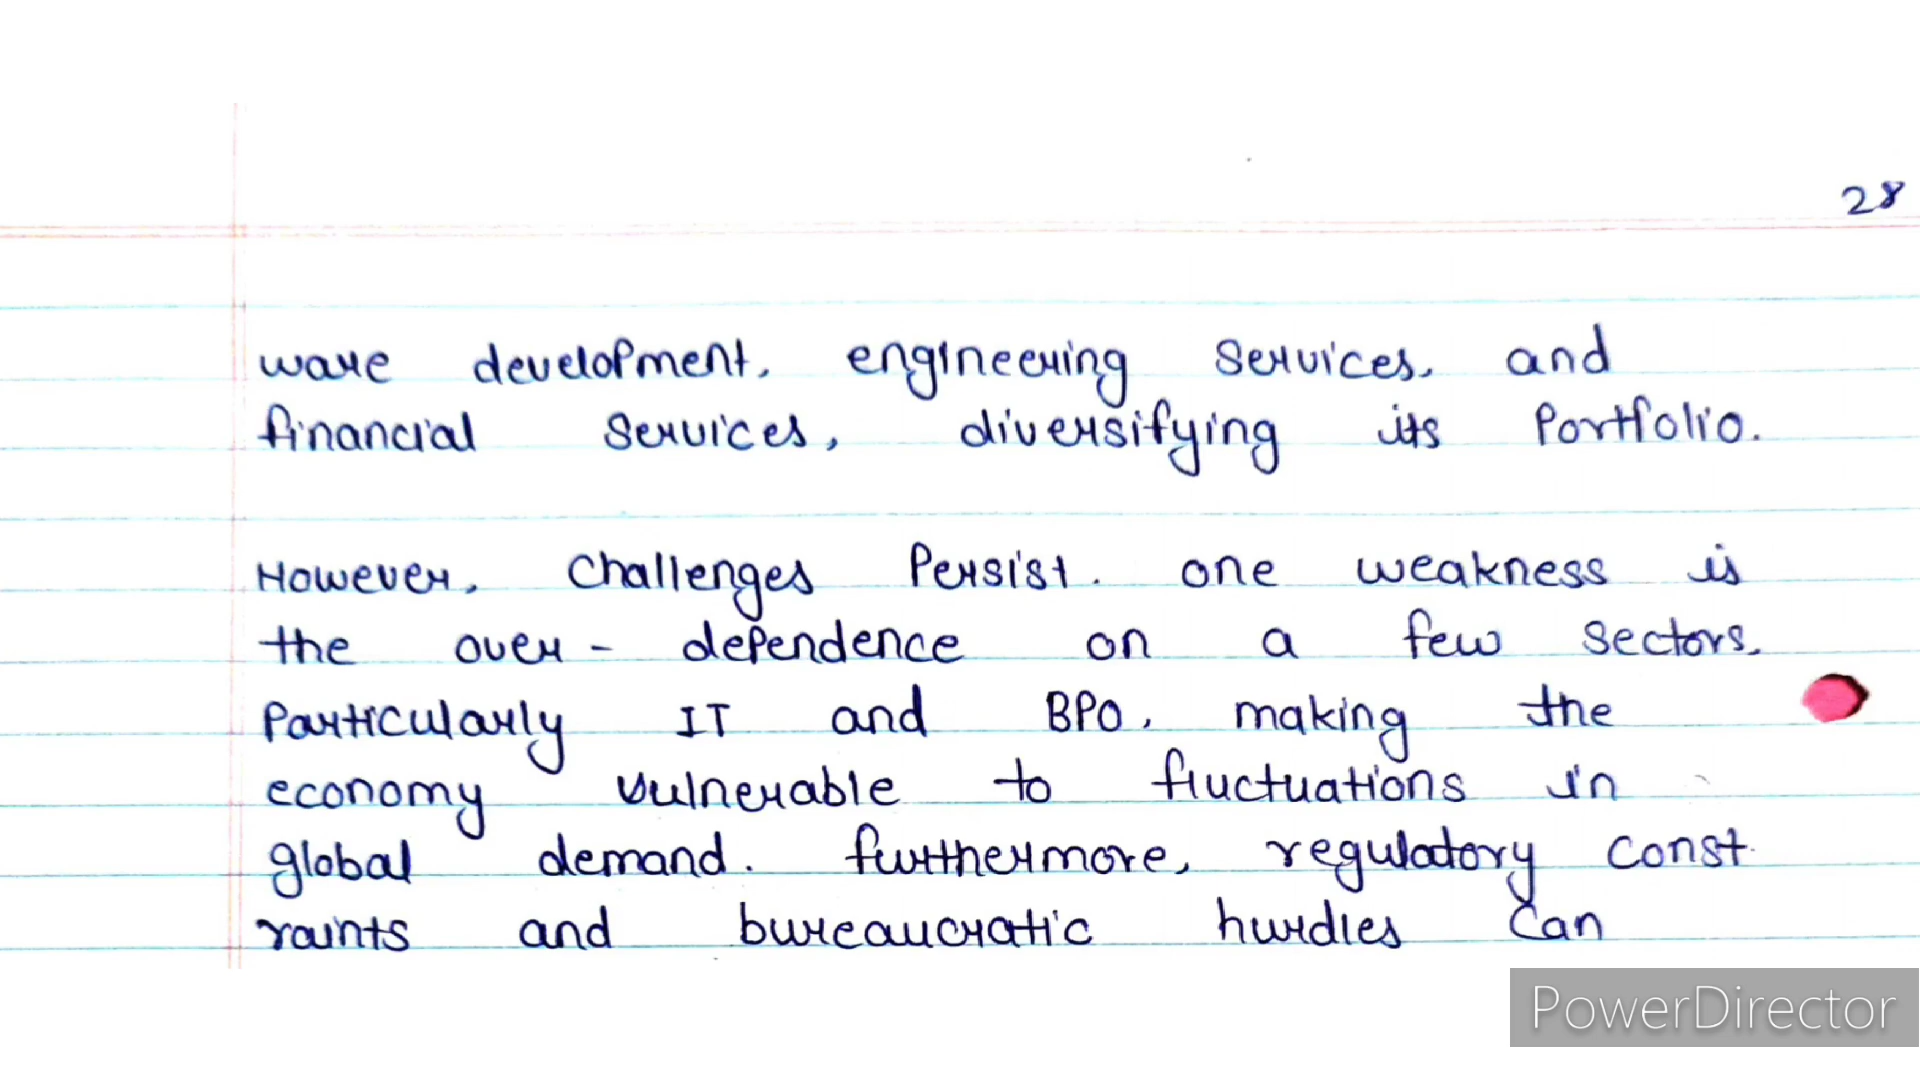 28
ware development, engineering services, and
financial services, diversifying its Portfolio.
However, Challenges Persist. one weakness is
the over - dependence on a few sectors,
Particularly IT and BPO, making the
economy vulnerable to fluctuations in
global demand. furthermore, regulatory const
raints and bureaucratic hurdles can
PowerDirector